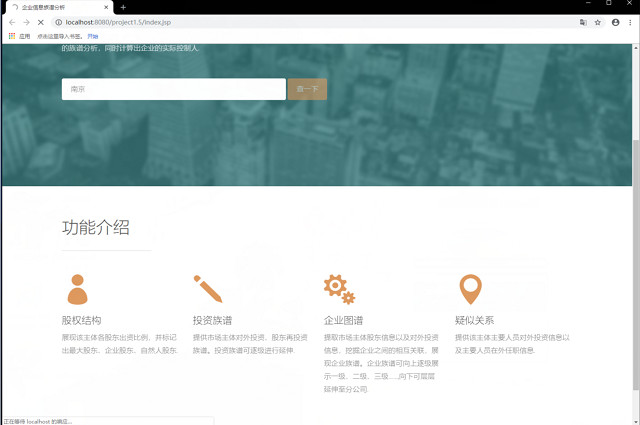 企业信息族谱分析
localhost:8080/project1.5/index.jsp
应用 点击这里导入书签。 开始
的族谱分析，同时计算出企业的实际控制人.
南京
查一下
功能介绍
股权结构
展现该主体各股东出资比例，并标记
出最大股东、企业股东、自然人股东.
投资族谱
提供市场主体对外投资、股东再投资
族谱。投资族谱可逐级进行延伸
企业图谱
提取市场主体股东信息以及对外投资
信息，挖掘企业之间的相互关联，展
现企业族谱。企业族谱可向上逐级展
示一级、二级、三级......向下可层层
延伸至分公司
疑似关系
提供该主体主要人员对外投资信息以
及主要人员在外任职信息
正在等待 localhost 的响应...